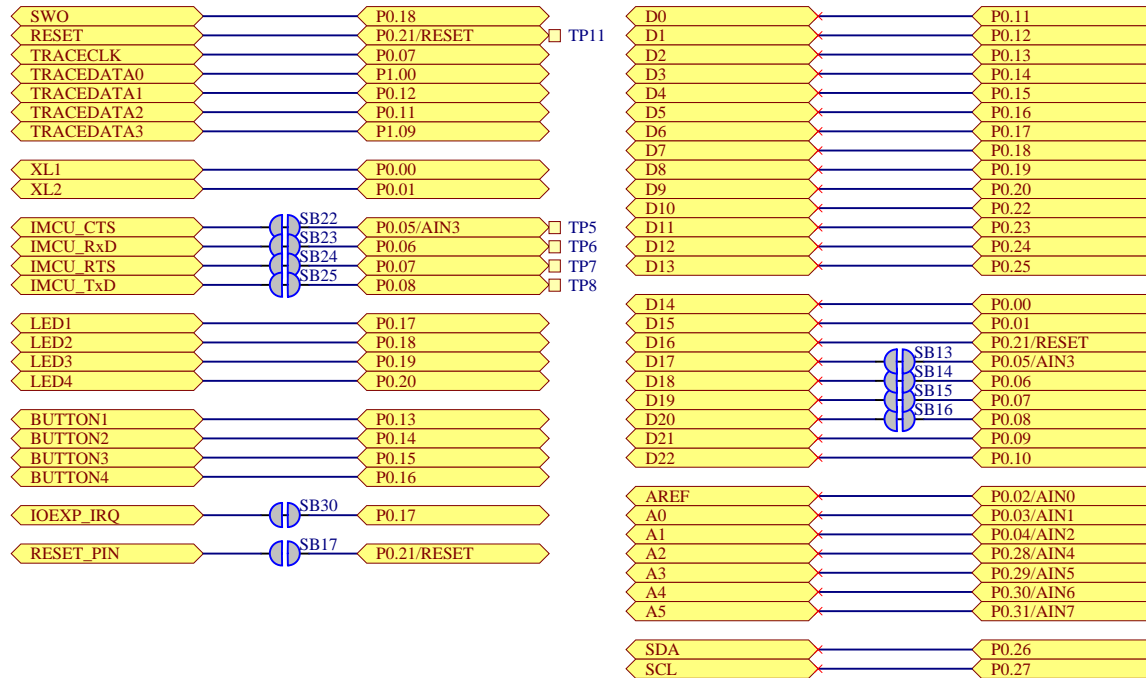 SWO P0.18
RESET P0.21/RESET TP11
TRACECLK P0.07
TRACEDATA0 P1.00
TRACEDATA1 P0.12
TRACEDATA2 P0.11
TRACEDATA3 P1.09
XL1 P0.00
XL2 P0.01
IMCU_CTS SB22 P0.05/AIN3 TP5
IMCU_RxD SB23 P0.06 TP6
IMCU_RTS SB24 P0.07 TP7
IMCU_TxD SB25 P0.08 TP8
LED1 P0.17
LED2 P0.18
LED3 P0.19
LED4 P0.20
BUTTON1 P0.13
BUTTON2 P0.14
BUTTON3 P0.15
BUTTON4 P0.16
IOEXP_IRQ SB30 P0.17
RESET_PIN SB17 P0.21/RESET
D0 P0.11
D1 P0.12
D2 P0.13
D3 P0.14
D4 P0.15
D5 P0.16
D6 P0.17
D7 P0.18
D8 P0.19
D9 P0.20
D10 P0.22
D11 P0.23
D12 P0.24
D13 P0.25
D14 P0.00
D15 P0.01
D16 P0.21/RESET
D17 SB13 P0.05/AIN3
D18 SB14 P0.06
D19 SB15 P0.07
D20 SB16 P0.08
D21 P0.09
D22 P0.10
AREF P0.02/AIN0
A0 P0.03/AIN1
A1 P0.04/AIN2
A2 P0.28/AIN4
A3 P0.29/AIN5
A4 P0.30/AIN6
A5 P0.31/AIN7
SDA P0.26
SCL P0.27